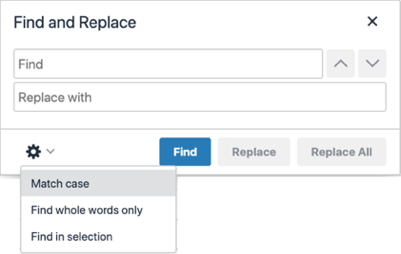 Find and Replace
Find
Replace with
Find Replace Replace All
Match case
Find whole words only
Find in selection